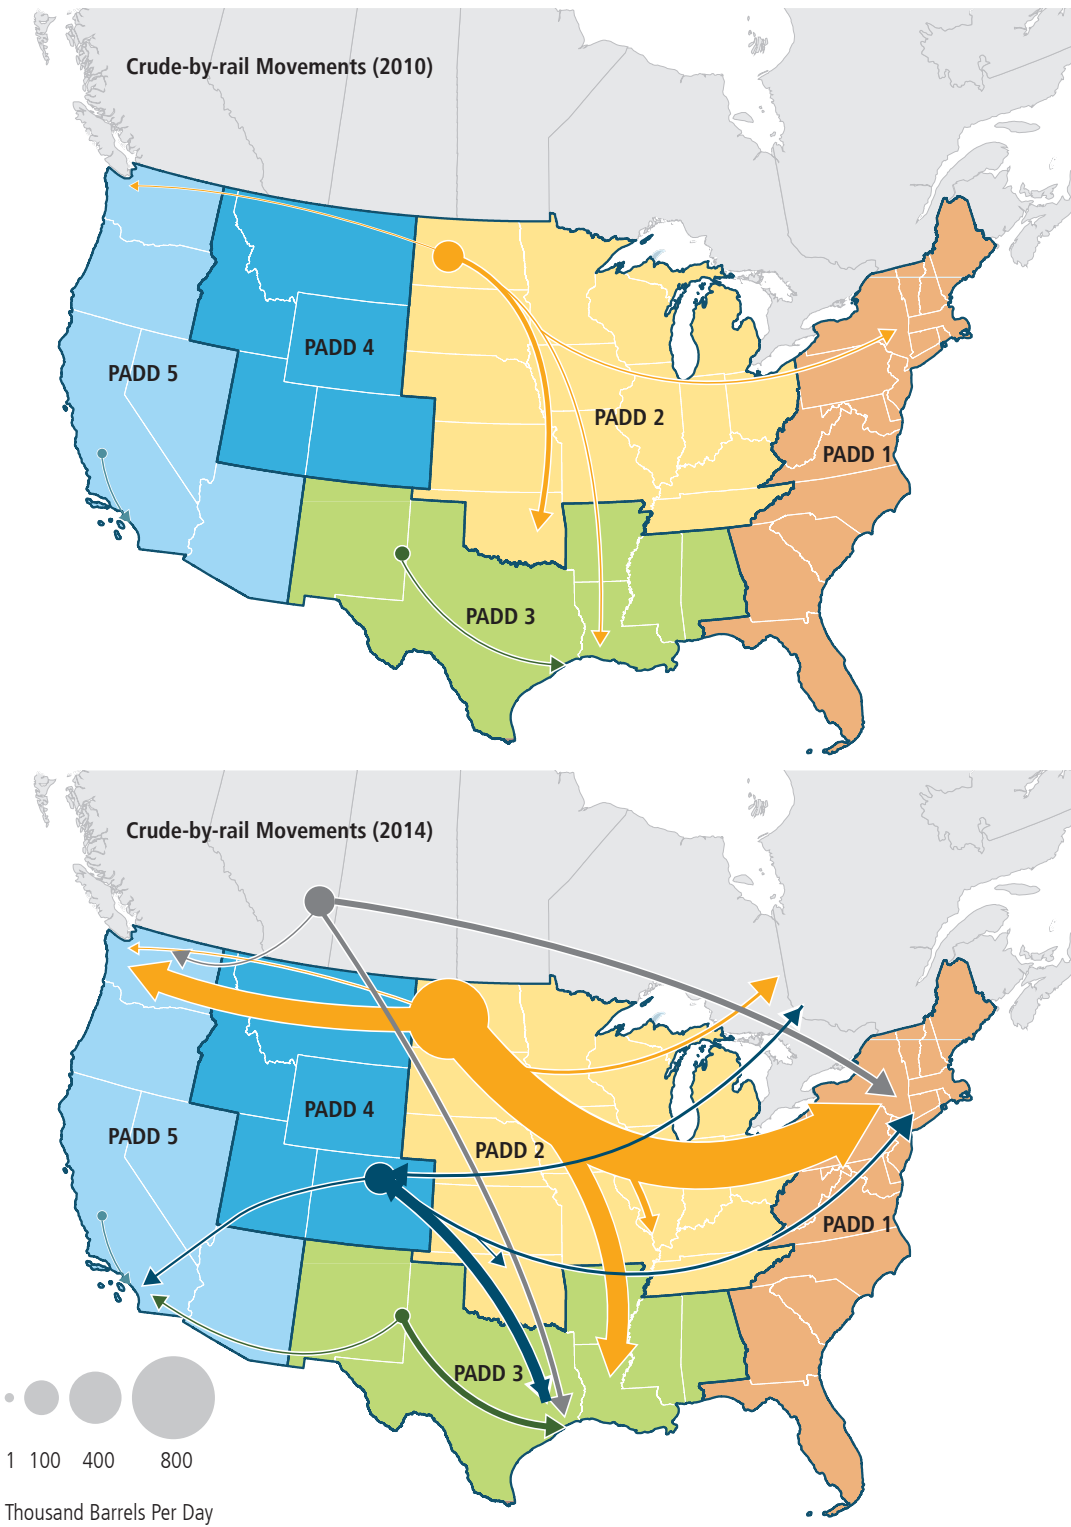 Crude-by-rail Movements (2010)
PADD 4
PADD 5
PADD 2
PADD 1
PADD 3
Crude-by-rail Movements (2014)
PADD 4
PADD 5
PADD 2
PADD 1
PADD 3
1 100 400 800
Thousand Barrels Per Day